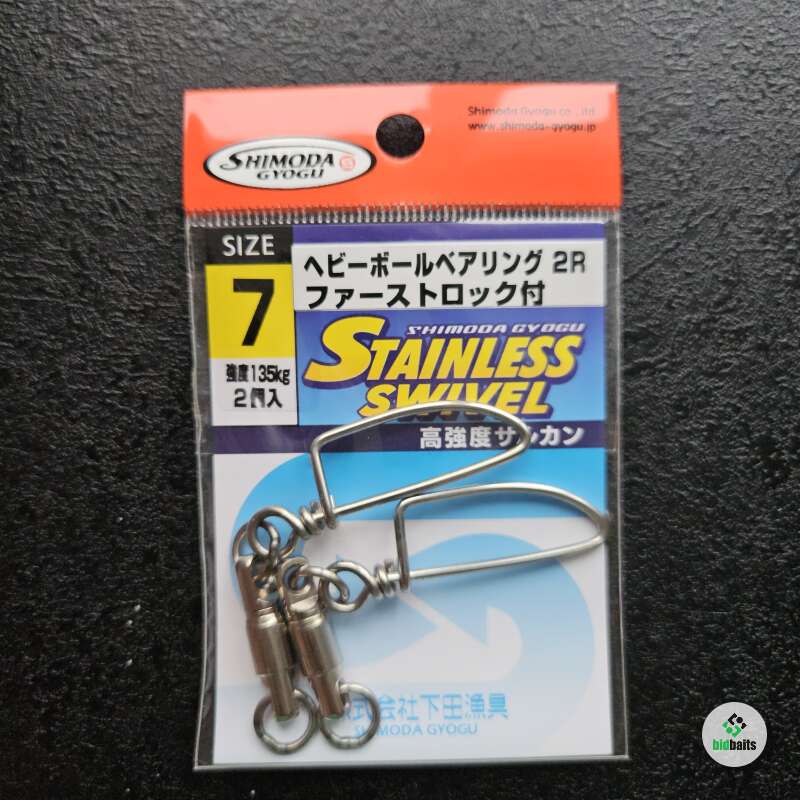 Shimoda Gyogu co., ltd.
www.shimoda-gyogu.jp
SHIMODA
GYOGU
SIZE
7
強度135kg
2個入
ヘビーボールベアリング 2R
ファーストロック付
SHIMODA GYOGU
STAINLESS
SWIVEL
高強度サルカン
式会社下田漁具
SHIMODA GYOGU
bidbaits